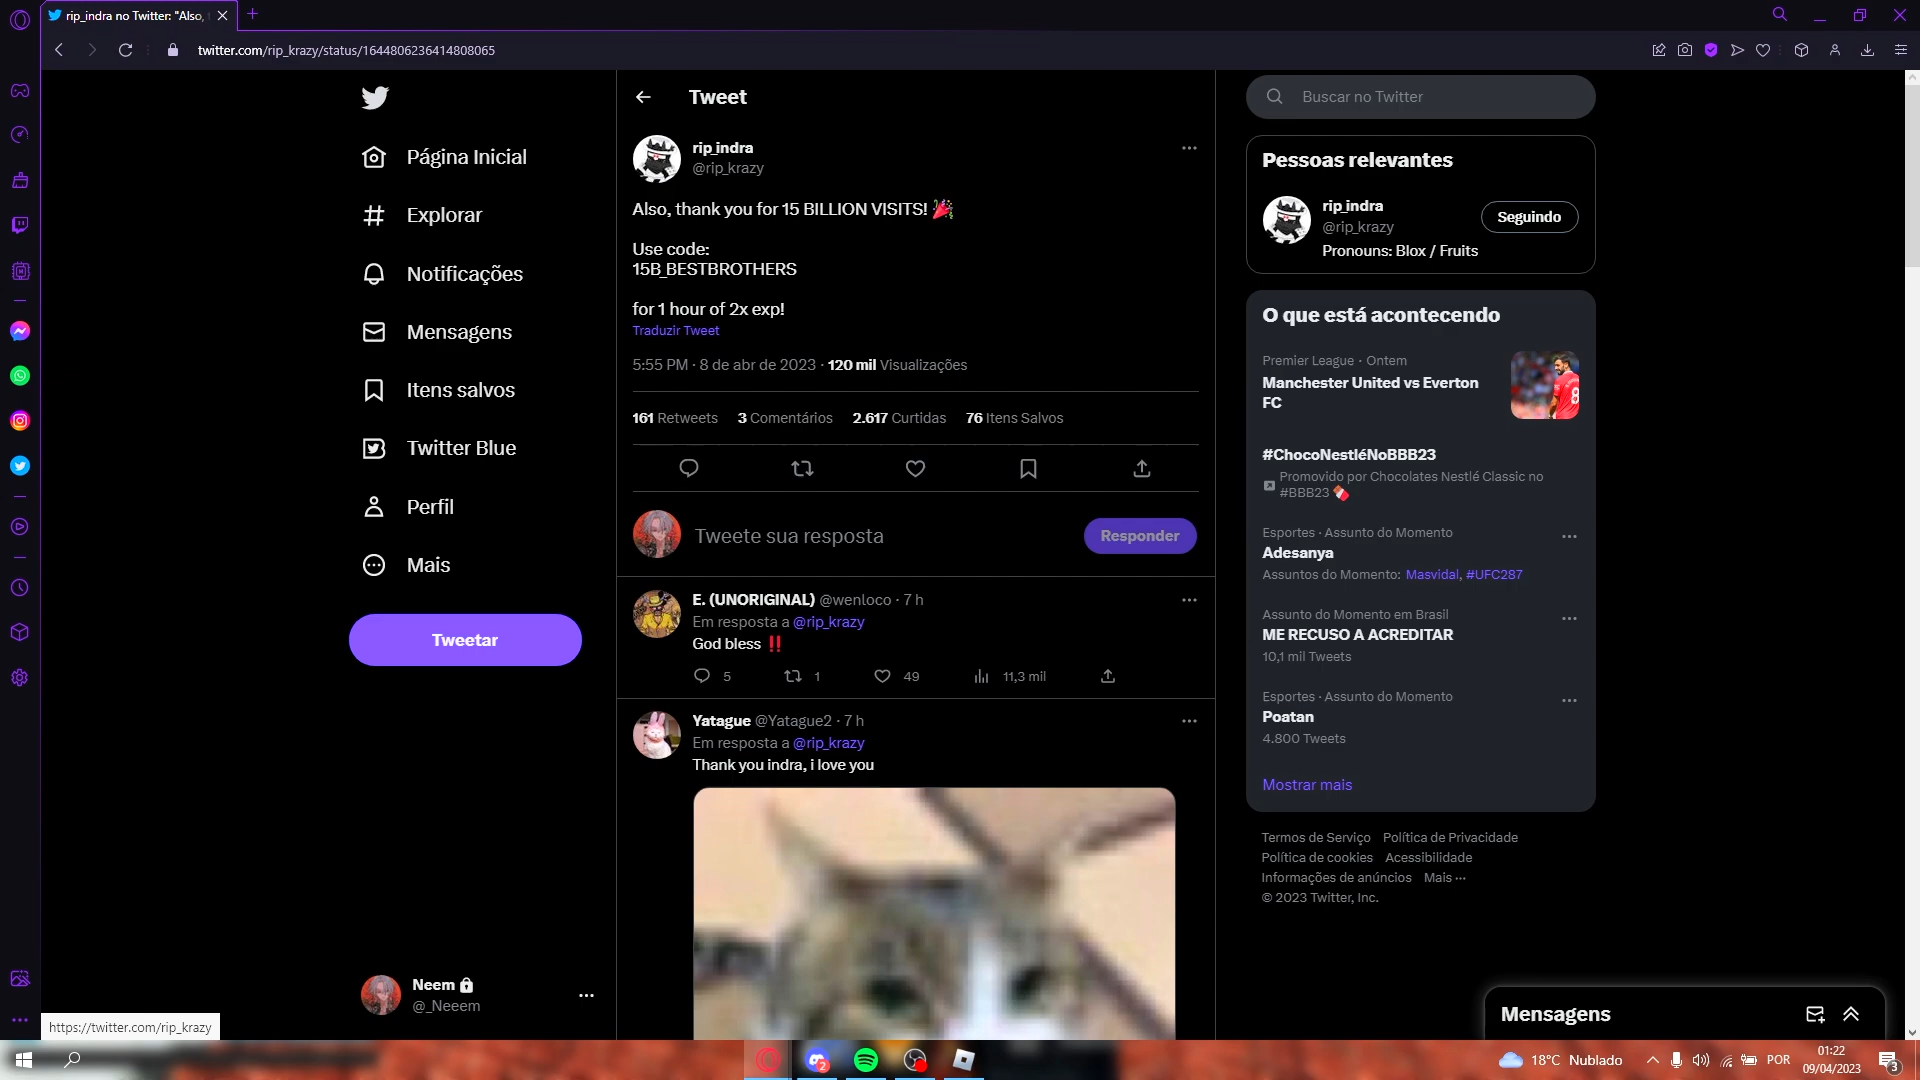 rip_indra no Twitter: "Also,
twitter.com/rip_krazy/status/1644806236414808065
Página Inicial
Explorar
Notificações
Mensagens
Itens salvos
Twitter Blue
Perfil
Mais
Tweetar
Neem
@_Neeem
https://twitter.com/rip_krazy
Tweet
rip_indra
@rip_krazy
Also, thank you for 15 BILLION VISITS! 🎉
Use code:
15B_BESTBROTHERS
for 1 hour of 2x exp!
Traduzir Tweet
5:55 PM · 8 de abr de 2023 · 120 mil Visualizações
161 Retweets 3 Comentários 2.617 Curtidas 76 Itens Salvos
Tweete sua resposta
Responder
E. (UNORIGINAL) @wenloco · 7 h
Em resposta a @rip_krazy
God bless ‼️
5 1 49 11,3 mil
Yatague @Yatague2 · 7 h
Em resposta a @rip_krazy
Thank you indra, i love you
Buscar no Twitter
Pessoas relevantes
rip_indra
@rip_krazy
Seguindo
Pronouns: Blox / Fruits
O que está acontecendo
Premier League · Ontem
Manchester United vs Everton
FC
8
#ChocoNestléNoBBB23
Promovido por Chocolates Nestlé Classic no
#BBB23 🍫
Esportes · Assunto do Momento
Adesanya
Assuntos do Momento: Masvidal, #UFC287
Assunto do Momento em Brasil
ME RECUSO A ACREDITAR
10,1 mil Tweets
Esportes · Assunto do Momento
Poatan
4.800 Tweets
Mostrar mais
Termos de Serviço Política de Privacidade
Política de cookies Acessibilidade
Informações de anúncios Mais ···
© 2023 Twitter, Inc.
Mensagens
2
18°C Nublado
POR
01:22
09/04/2023
3